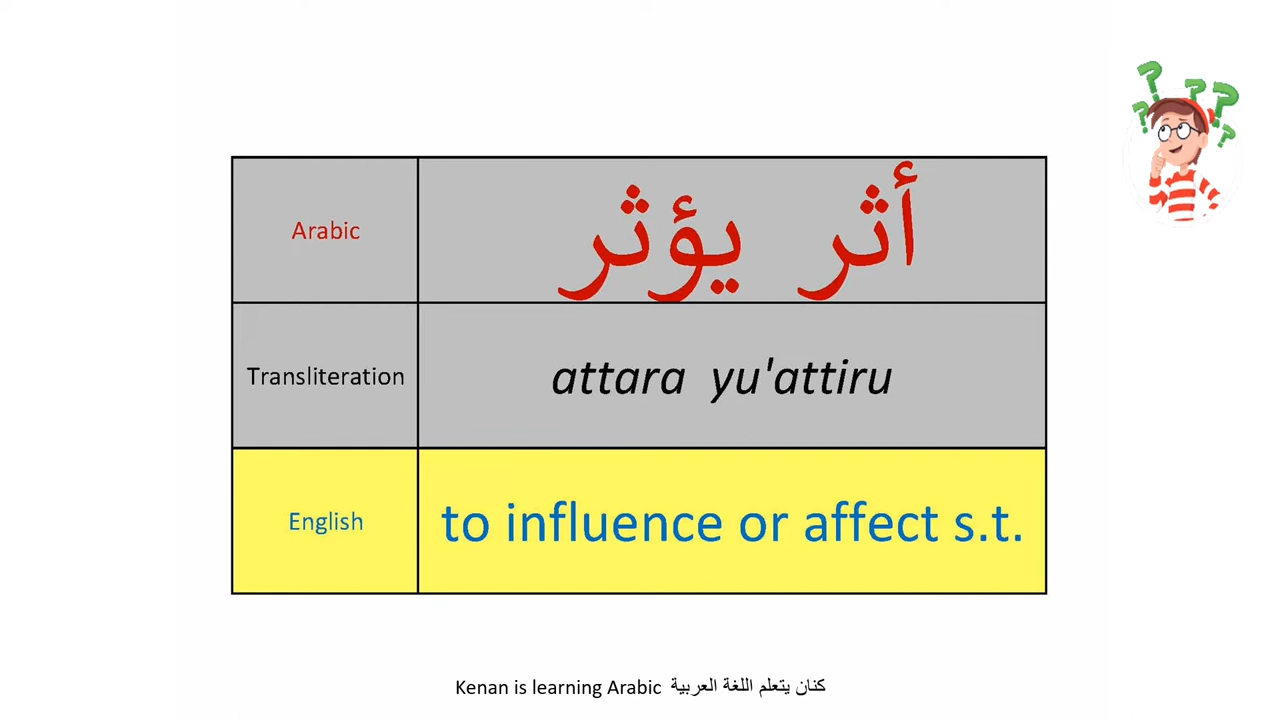 Arabic أثر يؤثر
Transliteration attara yu'attiru
English to influence or affect s.t.
Kenan is learning Arabic كنان يتعلم اللغة العربية